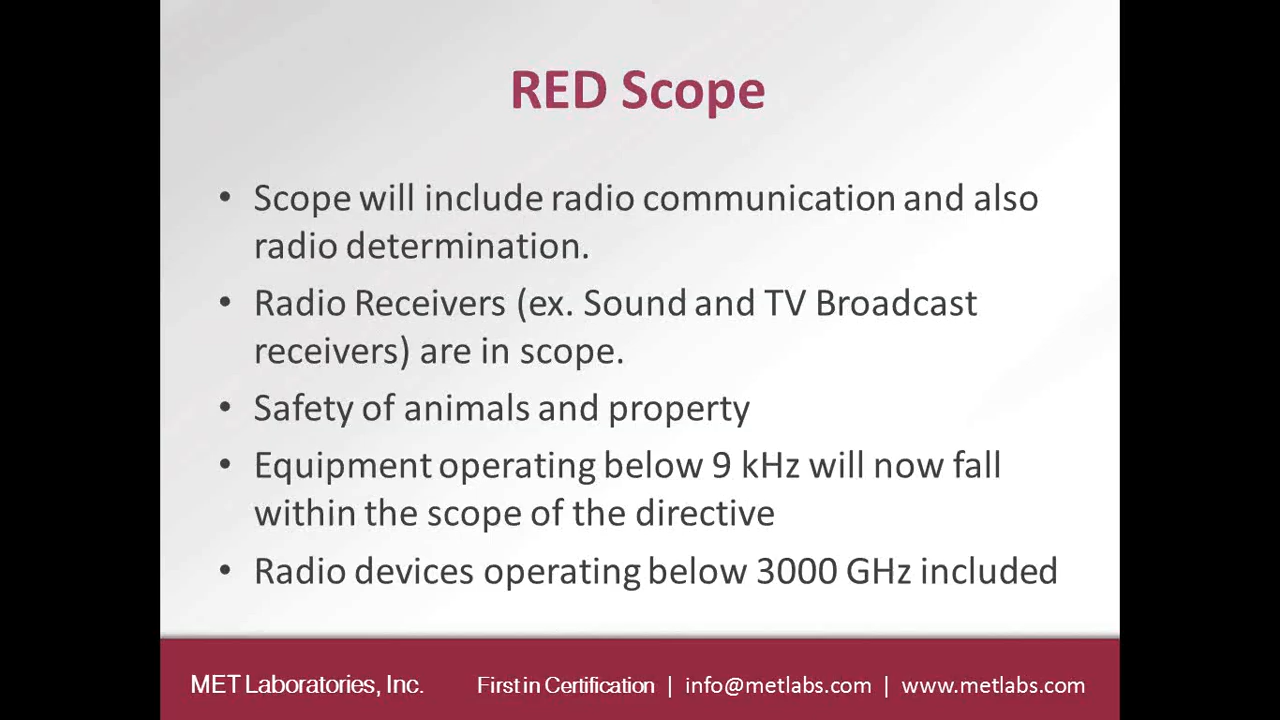 RED Scope
• Scope will include radio communication and also
radio determination.
• Radio Receivers (ex. Sound and TV Broadcast
receivers) are in scope.
• Safety of animals and property
• Equipment operating below 9 kHz will now fall
within the scope of the directive
• Radio devices operating below 3000 GHz included
MET Laboratories, Inc. First in Certification | info@metlabs.com | www.metlabs.com